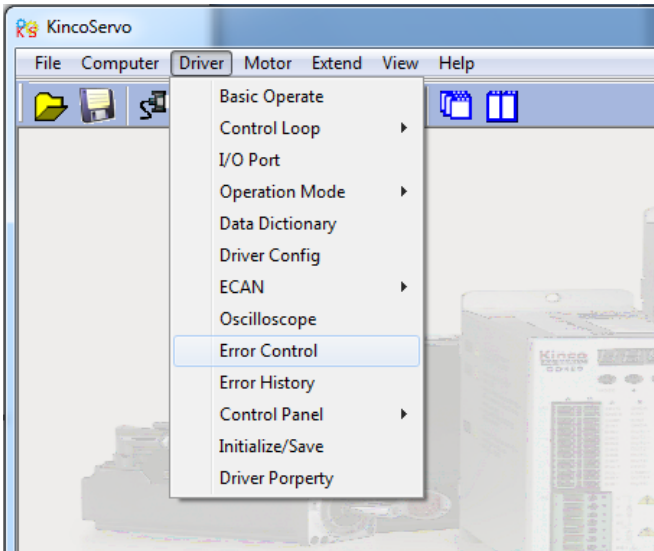 KincoServo
File Computer Driver Motor Extend View Help
Basic Operate
Control Loop
I/O Port
Operation Mode
Data Dictionary
Driver Config
ECAN
Oscilloscope
Error Control
Error History
Control Panel
Initialize/Save
Driver Porperty
Kinco